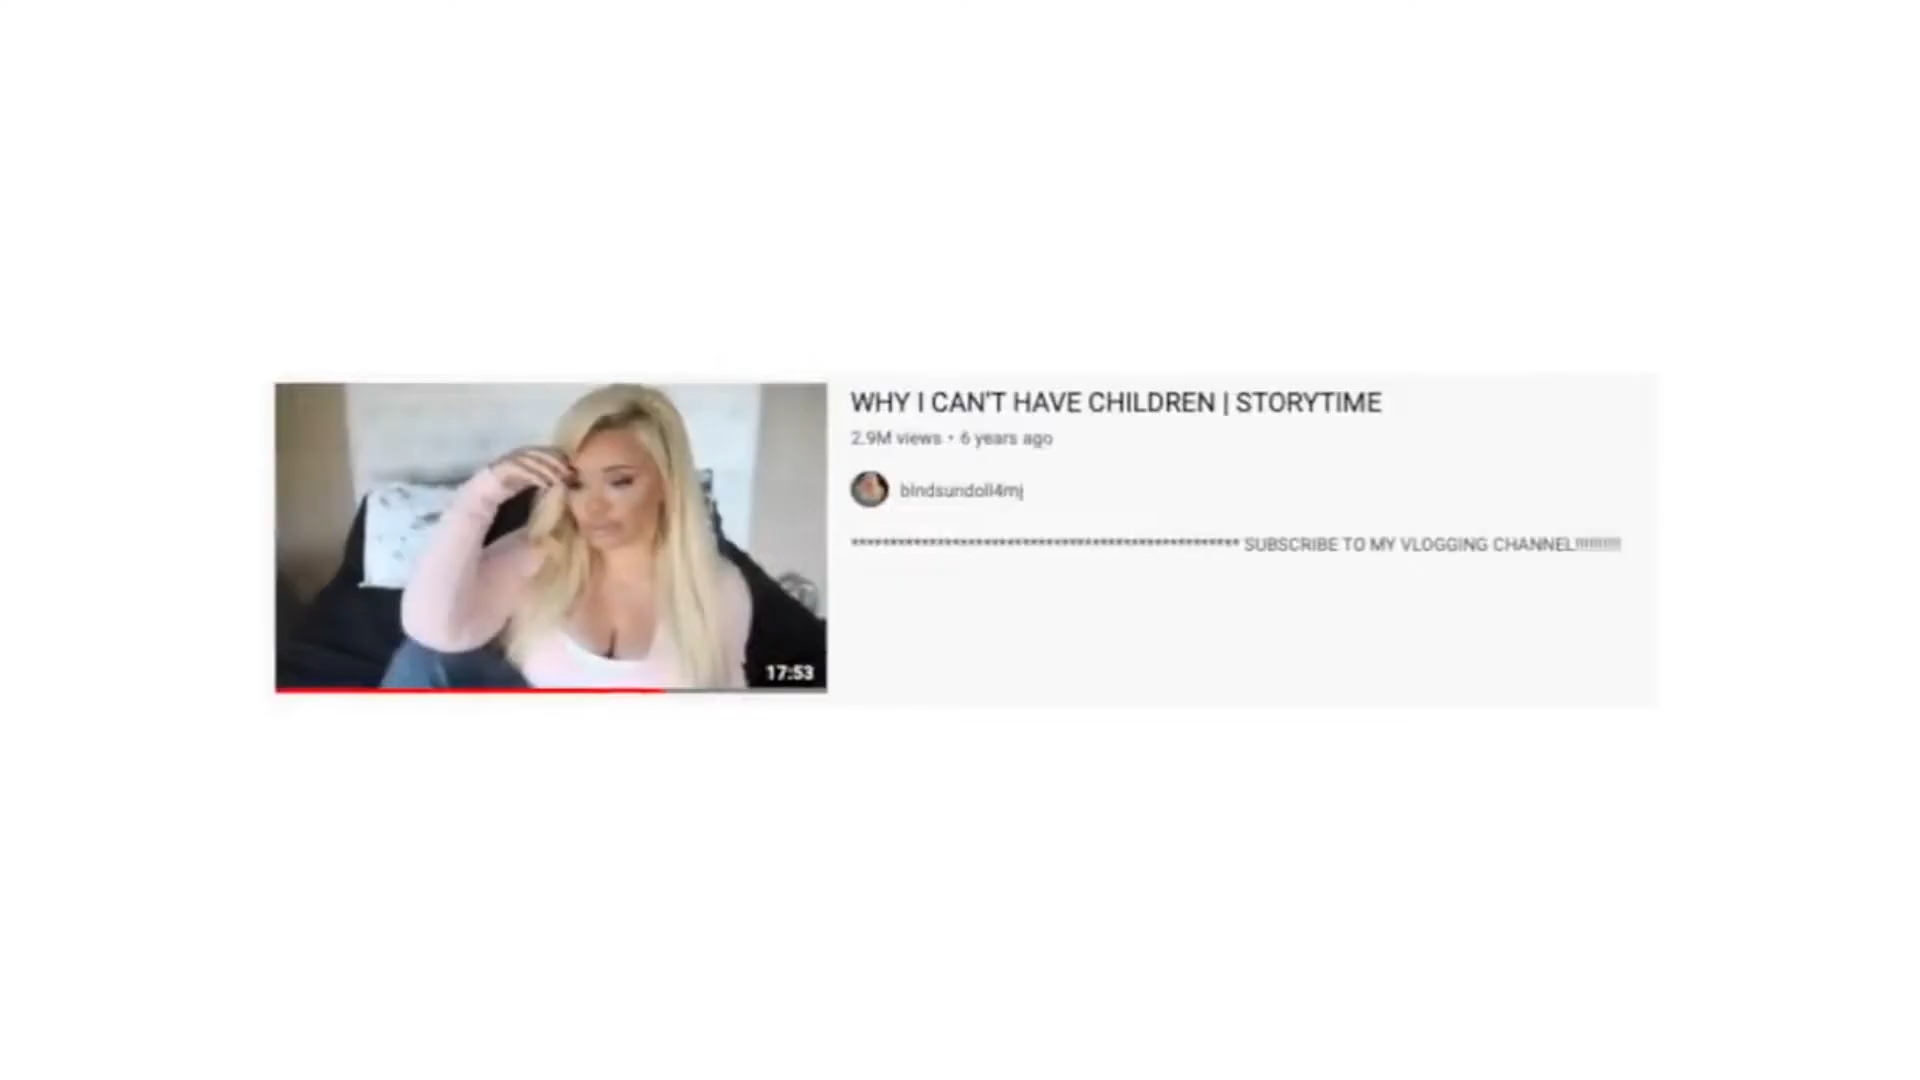 WHY I CAN'T HAVE CHILDREN | STORYTIME
2.9M views • 6 years ago
blndsundoll4mj
************************************************** SUBSCRIBE TO MY VLOGGING CHANNEL!!!!!!!!!!
17:53